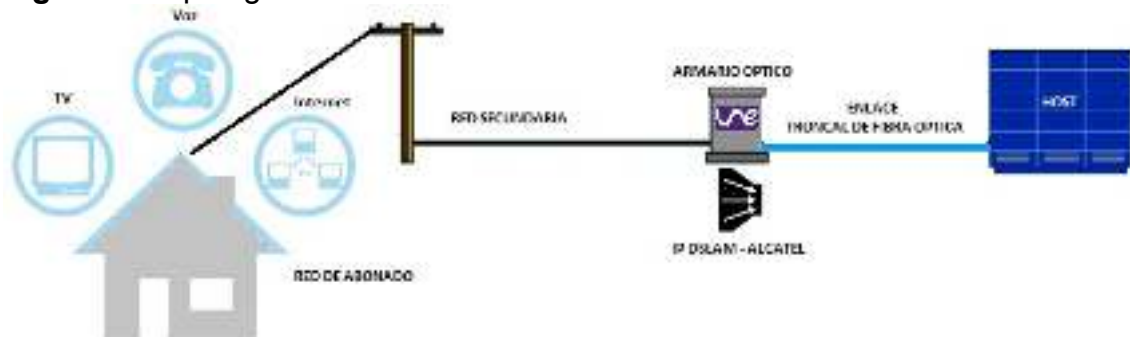 Voz
TV
Internet
RED SECUNDARIA
ARMARIO OPTICO
une
ENLACE
TRONCAL DE FIBRA OPTICA
HOST
IP DSLAM - ALCATEL
RED DE ABONADO